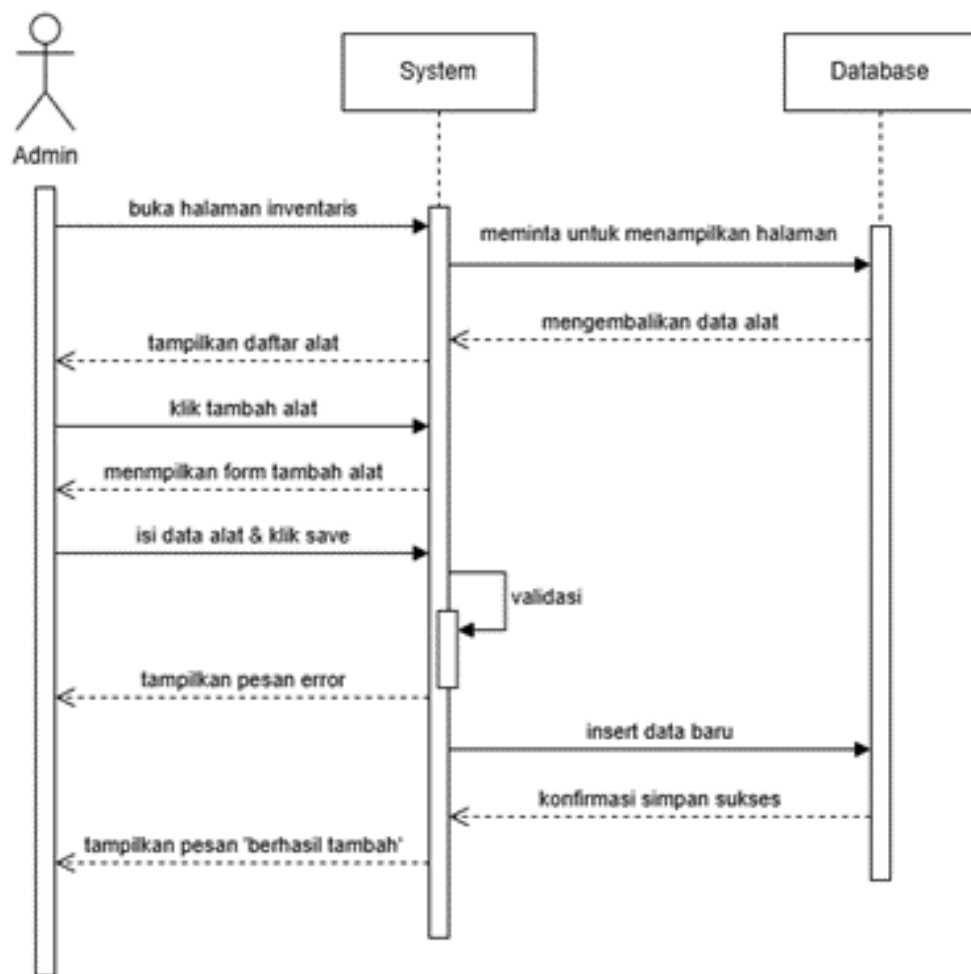 System
Database
Admin
buka halaman inventaris
meminta untuk menampilkan halaman
mengembalikan data alat
tampilkan daftar alat
klik tambah alat
menmpilkan form tambah alat
isi data alat & klik save
validasi
tampilkan pesan error
insert data baru
konfirmasi simpan sukses
tampilkan pesan 'berhasil tambah'